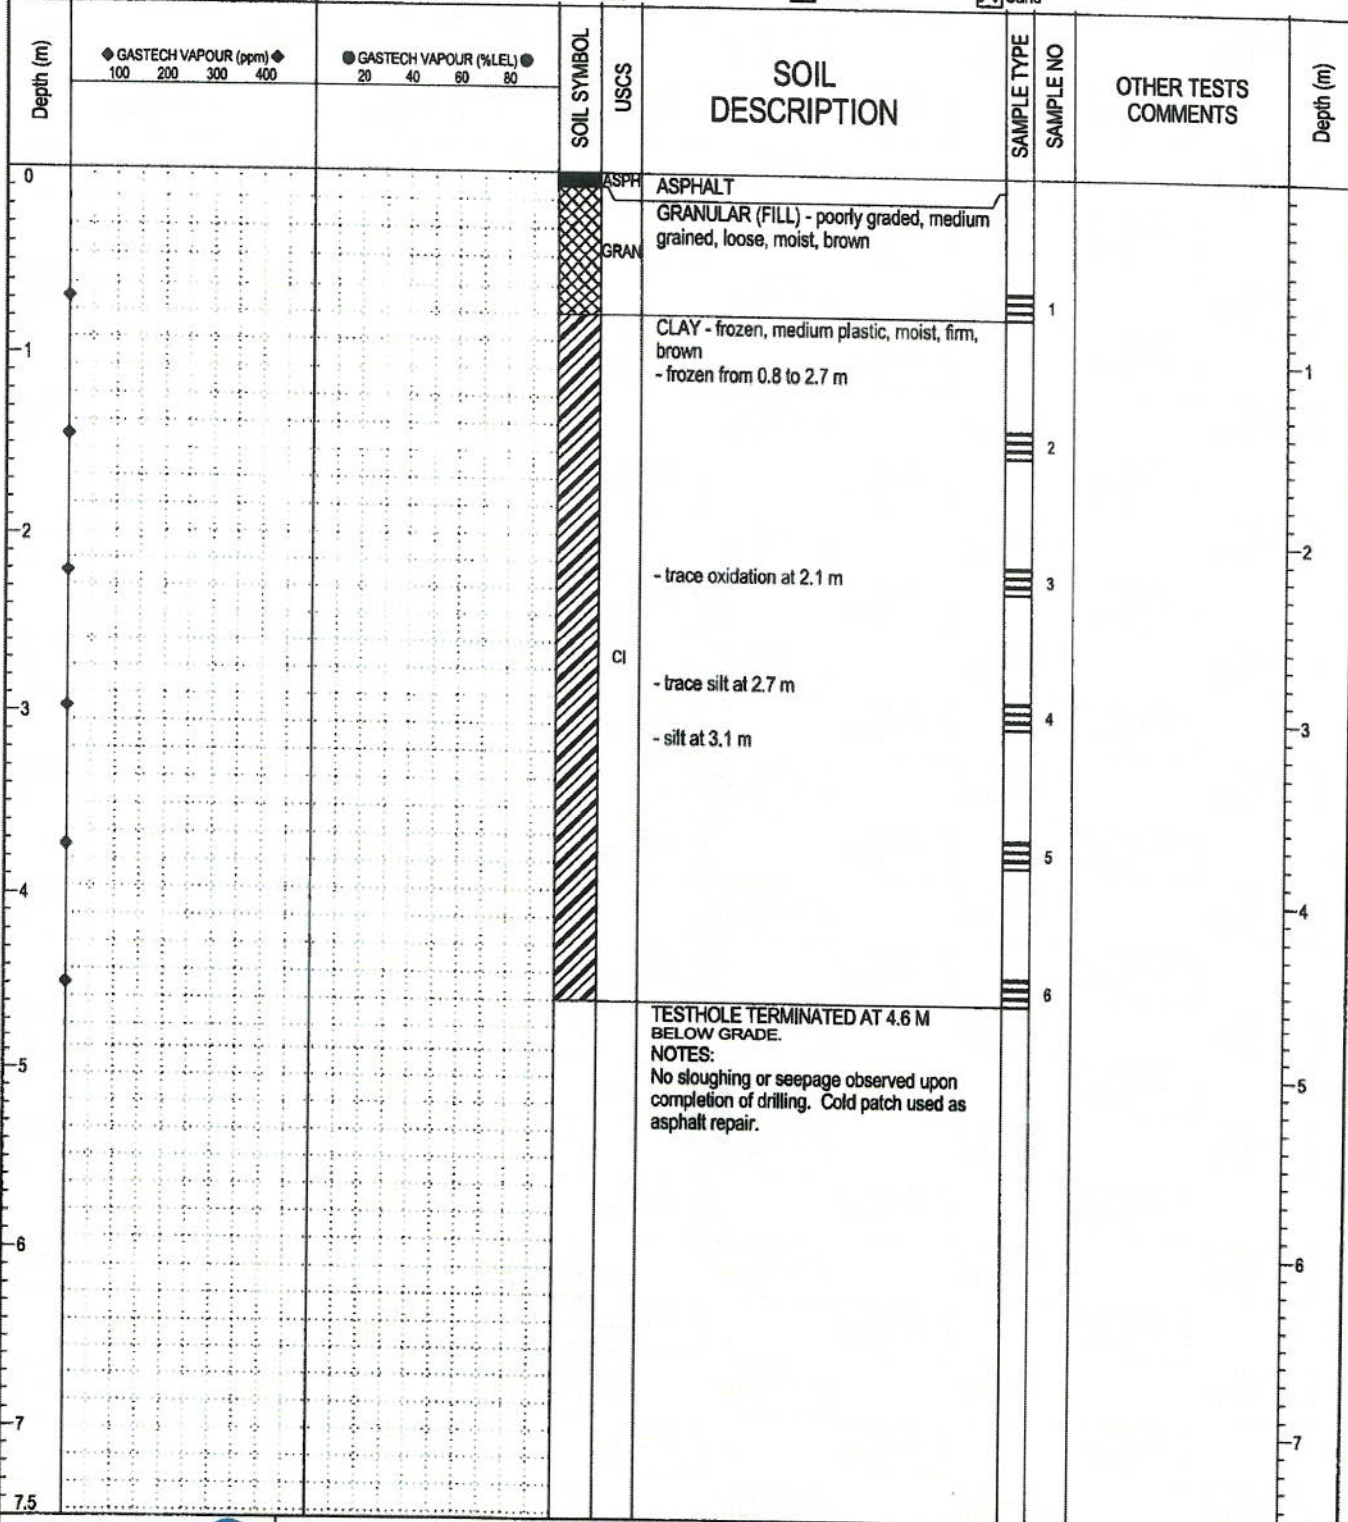 Sand
Depth (m)
◆ GASTECH VAPOUR (ppm) ◆
100 200 300 400
● GASTECH VAPOUR (%LEL) ●
20 40 60 80
SOIL SYMBOL
USCS
SOIL
DESCRIPTION
SAMPLE TYPE
SAMPLE NO
OTHER TESTS
COMMENTS
Depth (m)
0
ASPH
ASPHALT
GRANULAR (FILL) - poorly graded, medium
grained, loose, moist, brown
GRAN
1
CLAY - frozen, medium plastic, moist, firm,
brown
- frozen from 0.8 to 2.7 m
1
1
2
2
2
- trace oxidation at 2.1 m
3
CI
- trace silt at 2.7 m
3
4
3
- silt at 3.1 m
5
4
4
6
TESTHOLE TERMINATED AT 4.6 M
BELOW GRADE.
NOTES:
No sloughing or seepage observed upon
completion of drilling. Cold patch used as
asphalt repair.
5
5
6
6
7
7
7.5